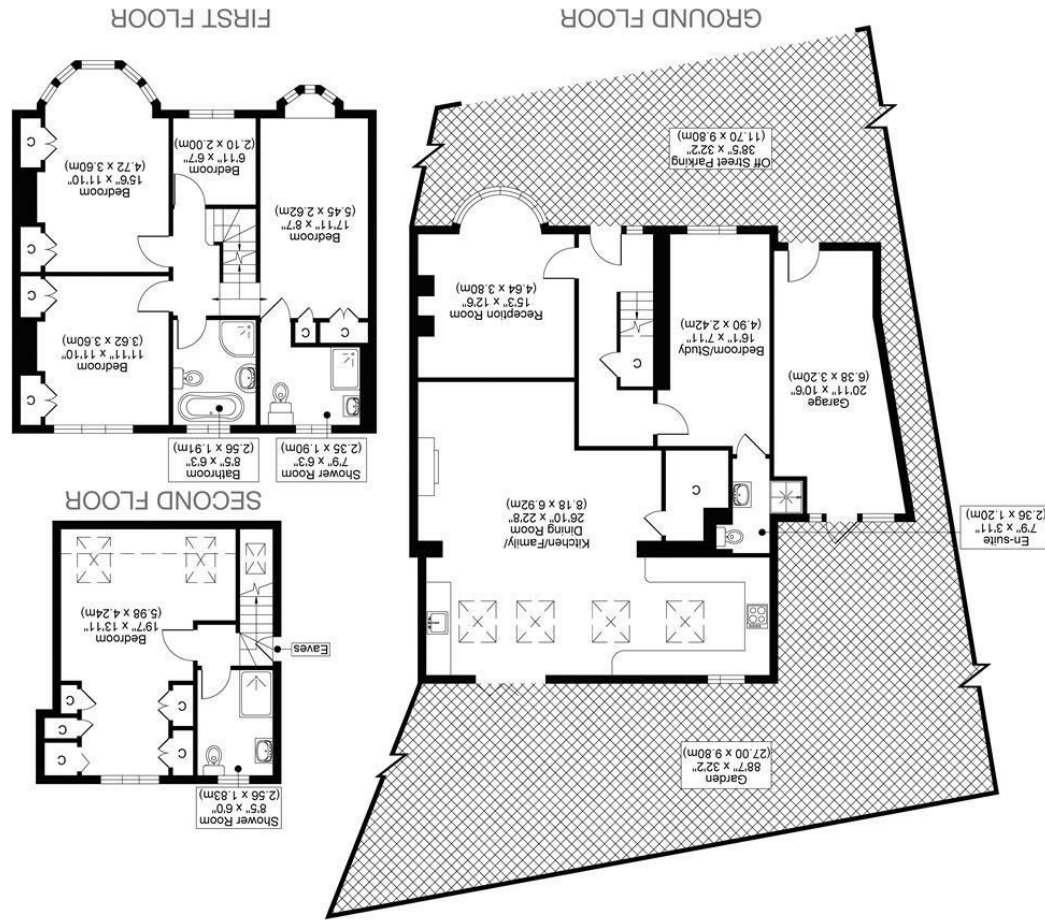 Garden
88'7" x 32'2"
(27.00 x 9.80m)
En-suite
7'9" x 3'11"
(2.36 x 1.20m)
Kitchen/Family/
Dining Room
26'10" x 22'8"
(8.18 x 6.92m)
C
Garage
20'11" x 10'6"
(6.38 x 3.20m)
Bedroom/Study
16'1" x 7'11"
(4.90 x 2.42m)
C
Reception Room
15'3" x 12'6"
(4.64 x 3.80m)
Off Street Parking
38'5" x 32'2"
(11.70 x 9.80m)
GROUND FLOOR
Shower Room
8'5" x 6'0"
(2.56 x 1.83m)
C
C
C
C
C
Eaves
Bedroom
19'7" x 13'11"
(5.98 x 4.24m)
SECOND FLOOR
Shower Room
7'9" x 6'3"
(2.35 x 1.90m)
Bathroom
8'5" x 6'3"
(2.56 x 1.91m)
C
C
C
Bedroom
11'11" x 11'10"
(3.62 x 3.60m)
C
Bedroom
17'11" x 8'7"
(5.45 x 2.62m)
C
Bedroom
6'11" x 6'7"
(2.10 x 2.00m)
Bedroom
15'6" x 11'10"
(4.72 x 3.60m)
C
FIRST FLOOR